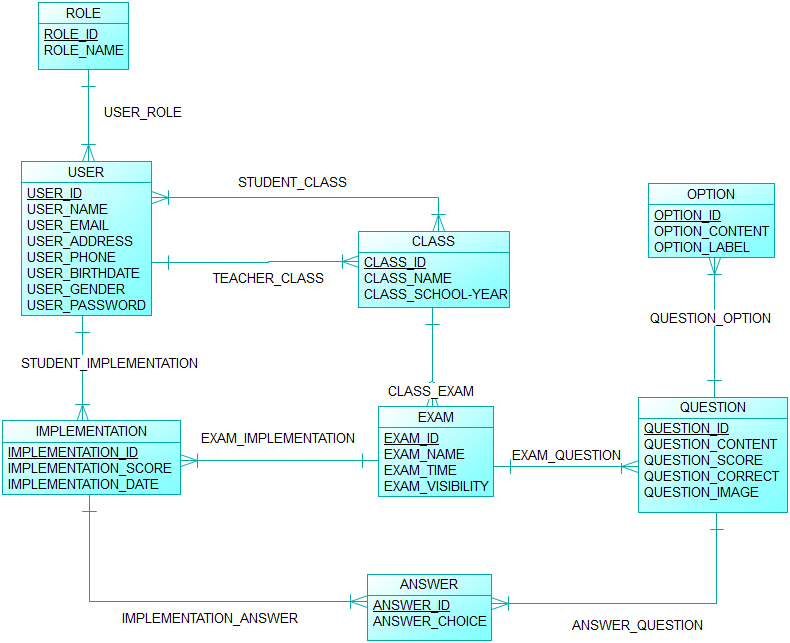 ROLE
ROLE_ID
ROLE_NAME
USER_ROLE
USER
USER_ID
USER_NAME
USER_EMAIL
USER_ADDRESS
USER_PHONE
USER_BIRTHDATE
USER_GENDER
USER_PASSWORD
STUDENT_CLASS
TEACHER_CLASS
CLASS
CLASS_ID
CLASS_NAME
CLASS_SCHOOL-YEAR
OPTION
OPTION_ID
OPTION_CONTENT
OPTION_LABEL
QUESTION_OPTION
STUDENT_IMPLEMENTATION
CLASS_EXAM
IMPLEMENTATION
IMPLEMENTATION_ID
IMPLEMENTATION_SCORE
IMPLEMENTATION_DATE
EXAM_IMPLEMENTATION
EXAM
EXAM_ID
EXAM_NAME
EXAM_TIME
EXAM_VISIBILITY
EXAM_QUESTION
QUESTION
QUESTION_ID
QUESTION_CONTENT
QUESTION_SCORE
QUESTION_CORRECT
QUESTION_IMAGE
IMPLEMENTATION_ANSWER
ANSWER
ANSWER_ID
ANSWER_CHOICE
ANSWER_QUESTION